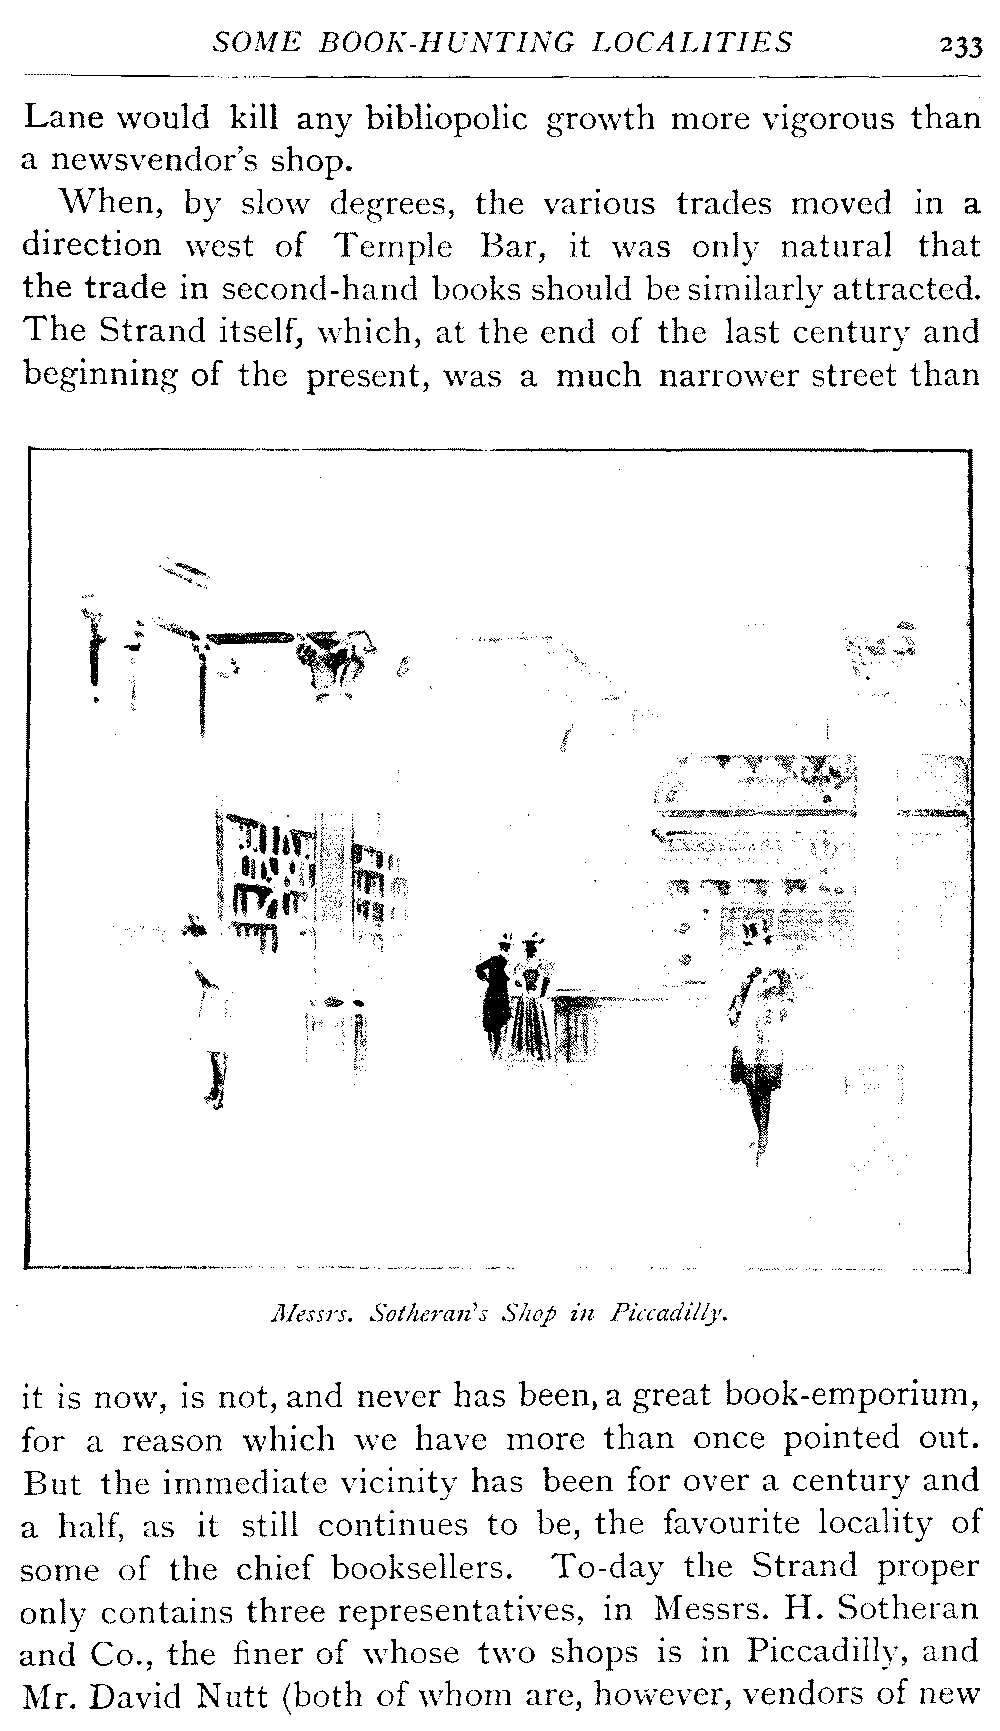 SOME BOOK-HUNTING LOCALITIES 233
Lane would kill any bibliopolic growth more vigorous than
a newsvendor's shop.
When, by slow degrees, the various trades moved in a
direction west of Temple Bar, it was only natural that
the trade in second-hand books should be similarly attracted.
The Strand itself, which, at the end of the last century and
beginning of the present, was a much narrower street than
Messrs. Sotheran's Shop in Piccadilly.
it is now, is not, and never has been, a great book-emporium,
for a reason which we have more than once pointed out.
But the immediate vicinity has been for over a century and
a half, as it still continues to be, the favourite locality of
some of the chief booksellers. To-day the Strand proper
only contains three representatives, in Messrs. H. Sotheran
and Co., the finer of whose two shops is in Piccadilly, and
Mr. David Nutt (both of whom are, however, vendors of new